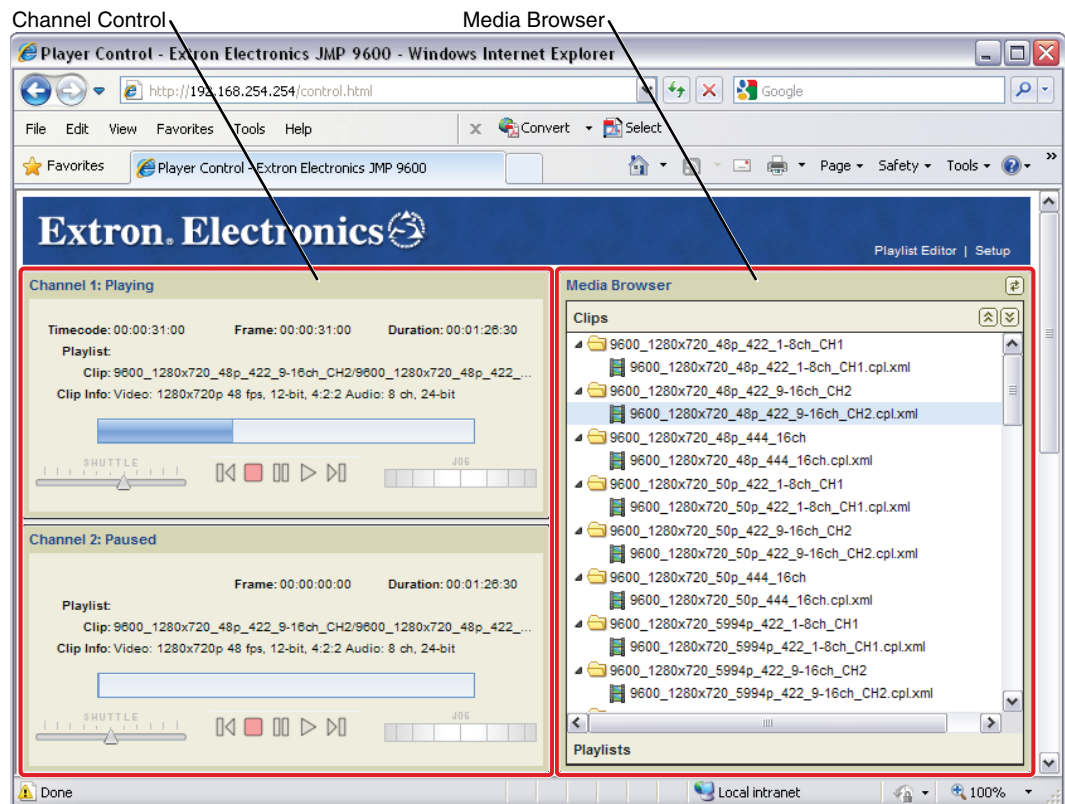 Channel Control
Media Browser
Player Control - Extron Electronics JMP 9600 - Windows Internet Explorer
http://192.168.254.254/control.html
Google
File Edit View Favorites Tools Help
x Convert Select
Favorites
Player Control - Extron Electronics JMP 9600
Page Safety Tools »
Extron® Electronics
Playlist Editor | Setup
Channel 1: Playing
Timecode: 00:00:31:00 Frame: 00:00:31:00 Duration: 00:01:26:30
Playlist:
Clip: 9600_1280x720_48p_422_9-16ch_CH2/9600_1280x720_48p_422_...
Clip Info: Video: 1280x720p 48 fps, 12-bit, 4:2:2 Audio: 8 ch, 24-bit
SHUTTLE
JOG
Channel 2: Paused
Frame: 00:00:00:00 Duration: 00:01:26:30
Playlist:
Clip: 9600_1280x720_48p_422_9-16ch_CH2/9600_1280x720_48p_422_...
Clip Info: Video: 1280x720p 48 fps, 12-bit, 4:2:2 Audio: 8 ch, 24-bit
SHUTTLE
JOG
Media Browser
Clips
9600_1280x720_48p_422_1-8ch_CH1
9600_1280x720_48p_422_1-8ch_CH1.cpl.xml
9600_1280x720_48p_422_9-16ch_CH2
9600_1280x720_48p_422_9-16ch_CH2.cpl.xml
9600_1280x720_48p_444_16ch
9600_1280x720_48p_444_16ch.cpl.xml
9600_1280x720_50p_422_1-8ch_CH1
9600_1280x720_50p_422_1-8ch_CH1.cpl.xml
9600_1280x720_50p_422_9-16ch_CH2
9600_1280x720_50p_422_9-16ch_CH2.cpl.xml
9600_1280x720_50p_444_16ch
9600_1280x720_50p_444_16ch.cpl.xml
9600_1280x720_5994p_422_1-8ch_CH1
9600_1280x720_5994p_422_1-8ch_CH1.cpl.xml
9600_1280x720_5994p_422_9-16ch_CH2
9600_1280x720_5994p_422_9-16ch_CH2.cpl.xml
Playlists
Done
Local intranet
100%